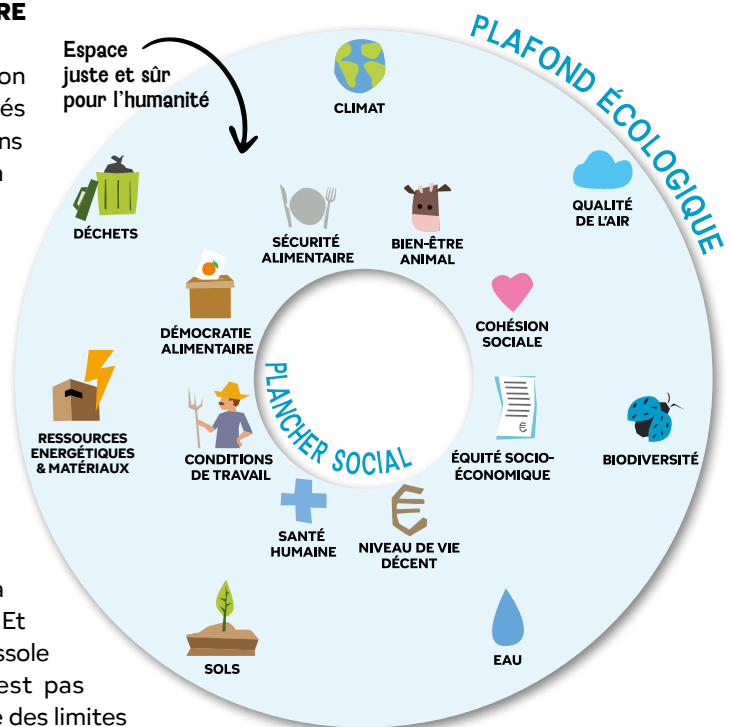 RE
on
és
ns
Espace
juste et sûr
pour l’humanité
PLAFOND ÉCOLOGIQUE
CLIMAT
QUALITÉ
DE L’AIR
DÉCHETS
SÉCURITÉ
ALIMENTAIRE
BIEN-ÊTRE
ANIMAL
DÉMOCRATIE
ALIMENTAIRE
COHÉSION
SOCIALE
PLANCHER SOCIAL
RESSOURCES
ENERGÉTIQUES
& MATÉRIAUX
CONDITIONS
DE TRAVAIL
€
ÉQUITÉ SOCIO-
ÉCONOMIQUE
BIODIVERSITÉ
SANTÉ
HUMAINE
€
NIVEAU DE VIE
DÉCENT
SOLS
EAU
Et
ssole
est pas
des limites